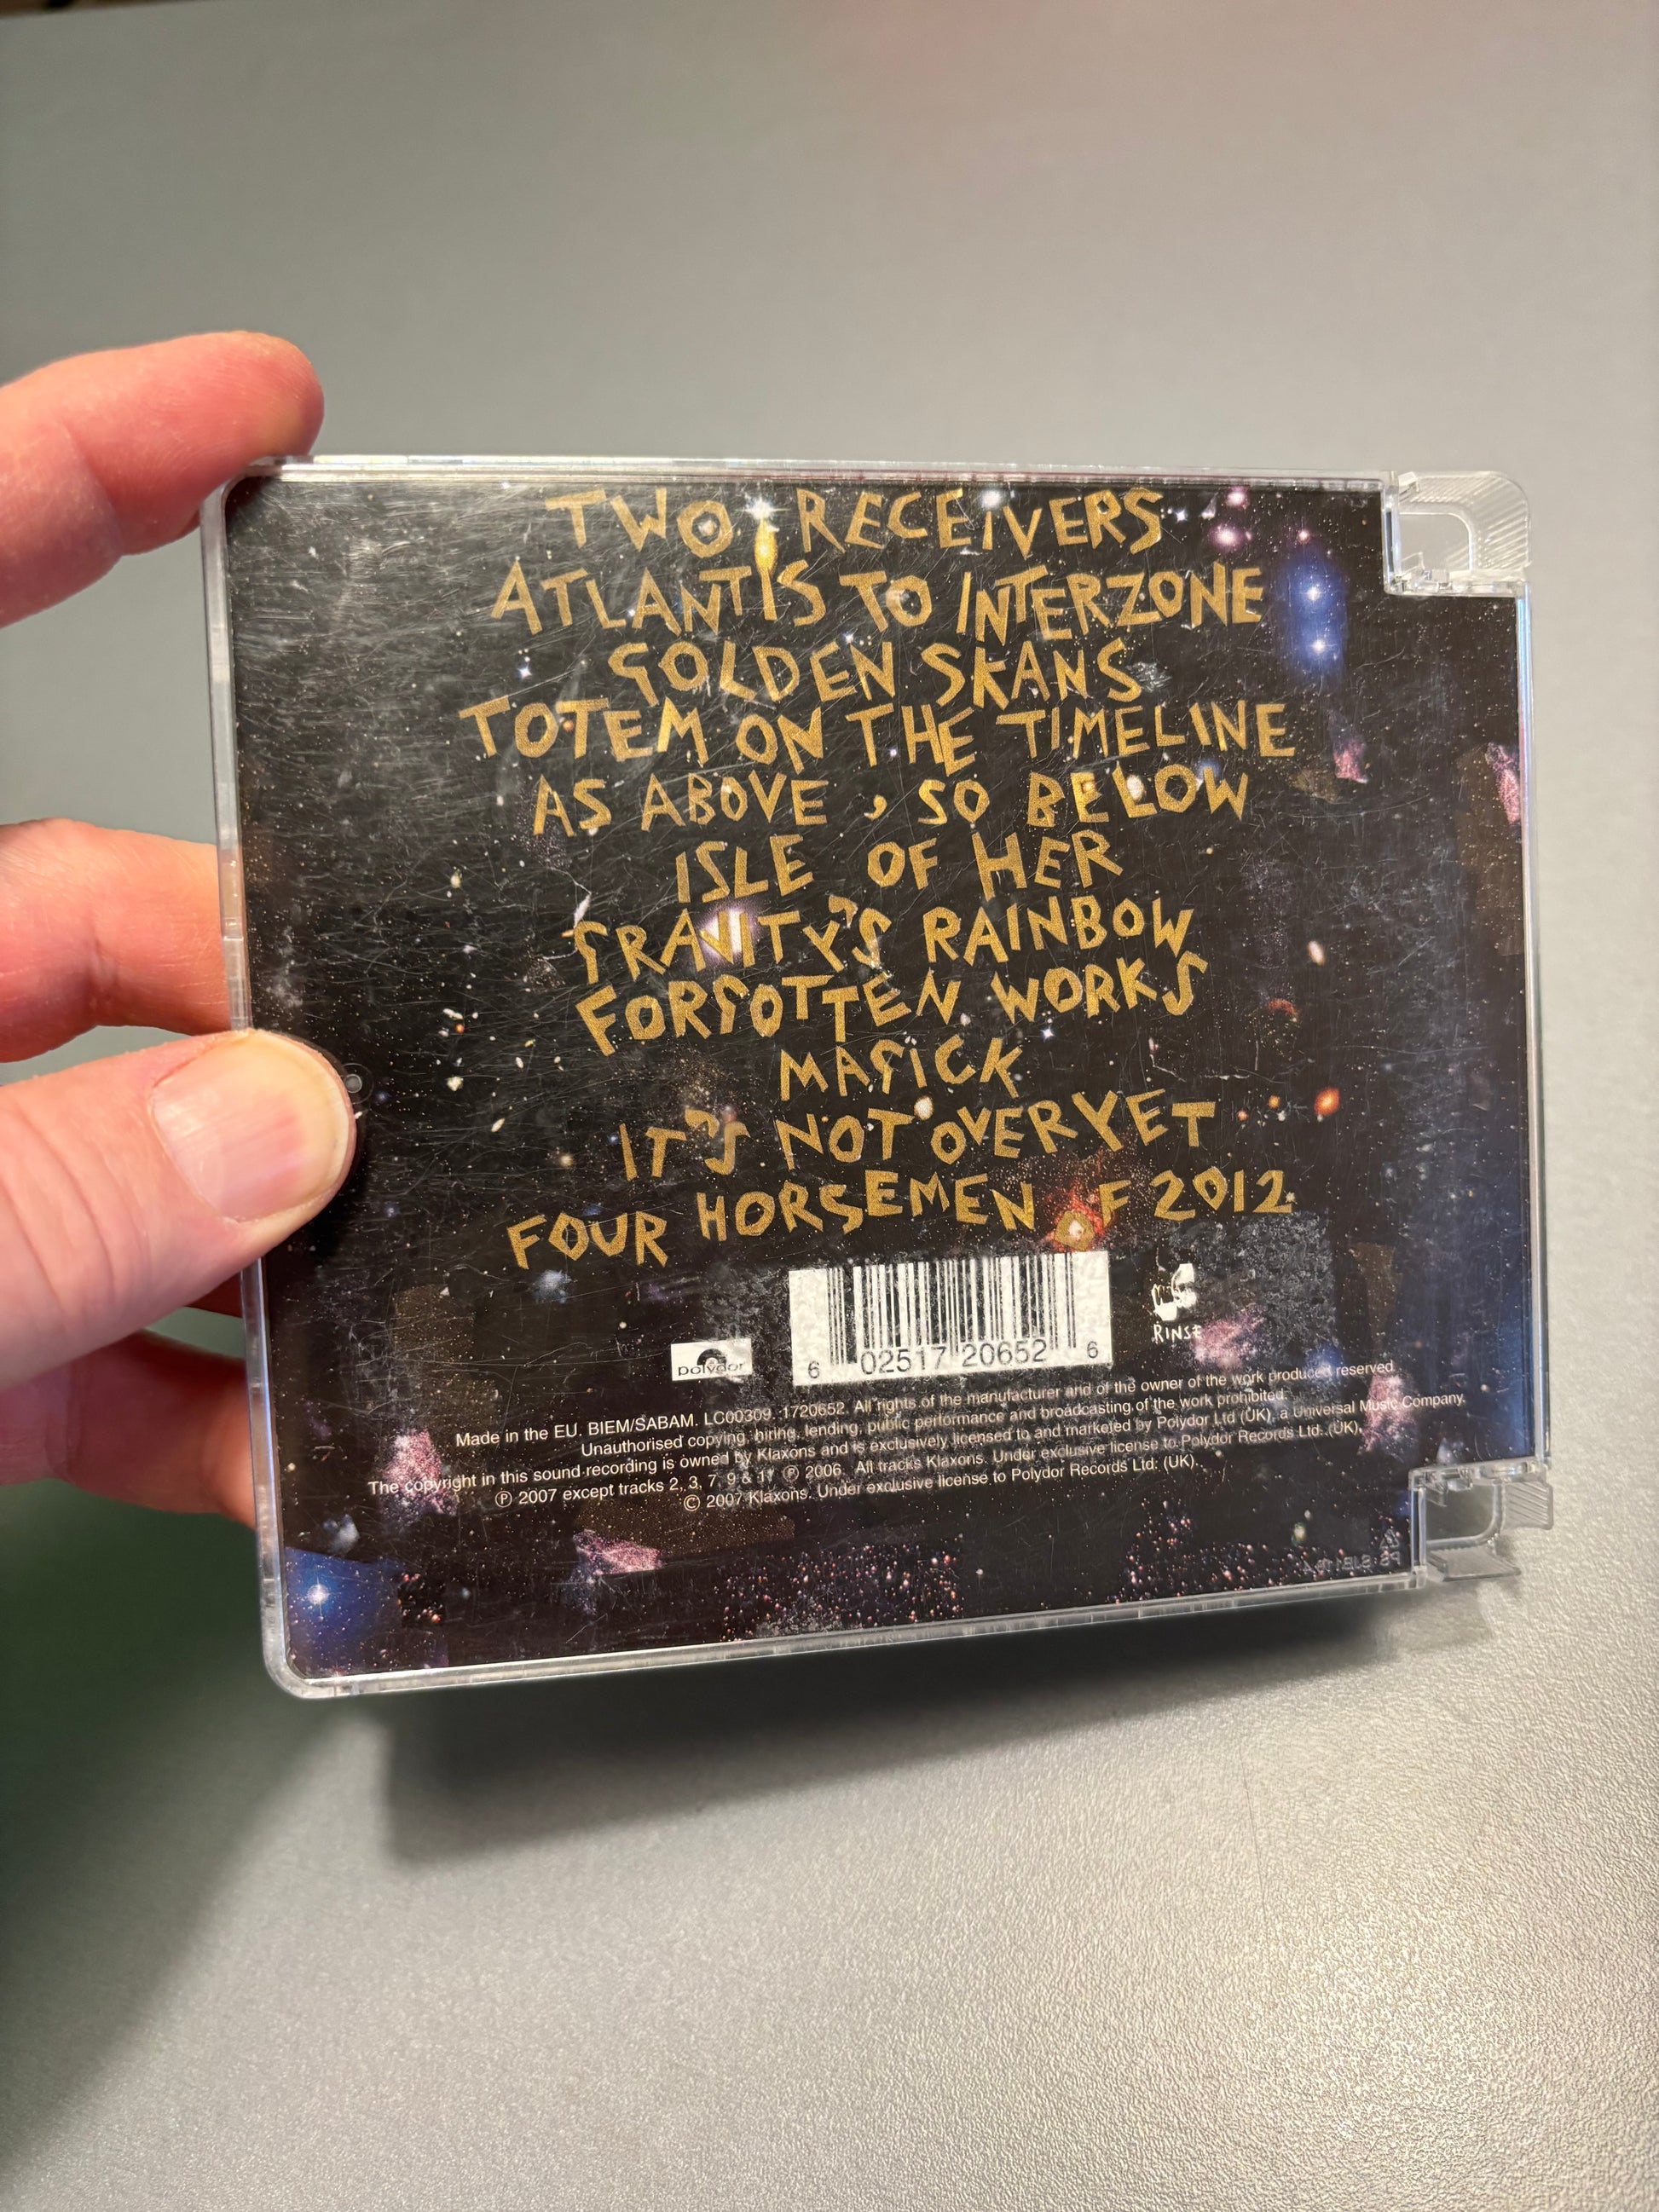 TWO RECEIVERS
ATLANTIS TO INTERZONE
GOLDEN SKANS
TOTEM ON THE TIMELINE
AS ABOVE, SO BELOW
ISLE OF HER
GRAVITY'S RAINBOW
FORGOTTEN WORKS
MAGICK
IT'S NOT OVER YET
FOUR HORSEMEN OF 2012
polydor
6 02517 20652 6
RINSE
Made in the EU. BIEM/SABAM. LC00309. 1720652. All rights of the manufacturer and of the owner of the work produced reserved.
Unauthorised copying, hiring, lending, public performance and broadcasting of the work prohibited.
The copyright in this sound recording is owned by Klaxons and is exclusively licensed to and marketed by Polydor Ltd (UK), a Universal Music Company.
℗ 2007 except tracks 2, 3, 7, 9 & 11 ℗ 2006. All tracks Klaxons. Under exclusive license to Polydor Records Ltd. (UK).
© 2007 Klaxons. Under exclusive license to Polydor Records Ltd. (UK).